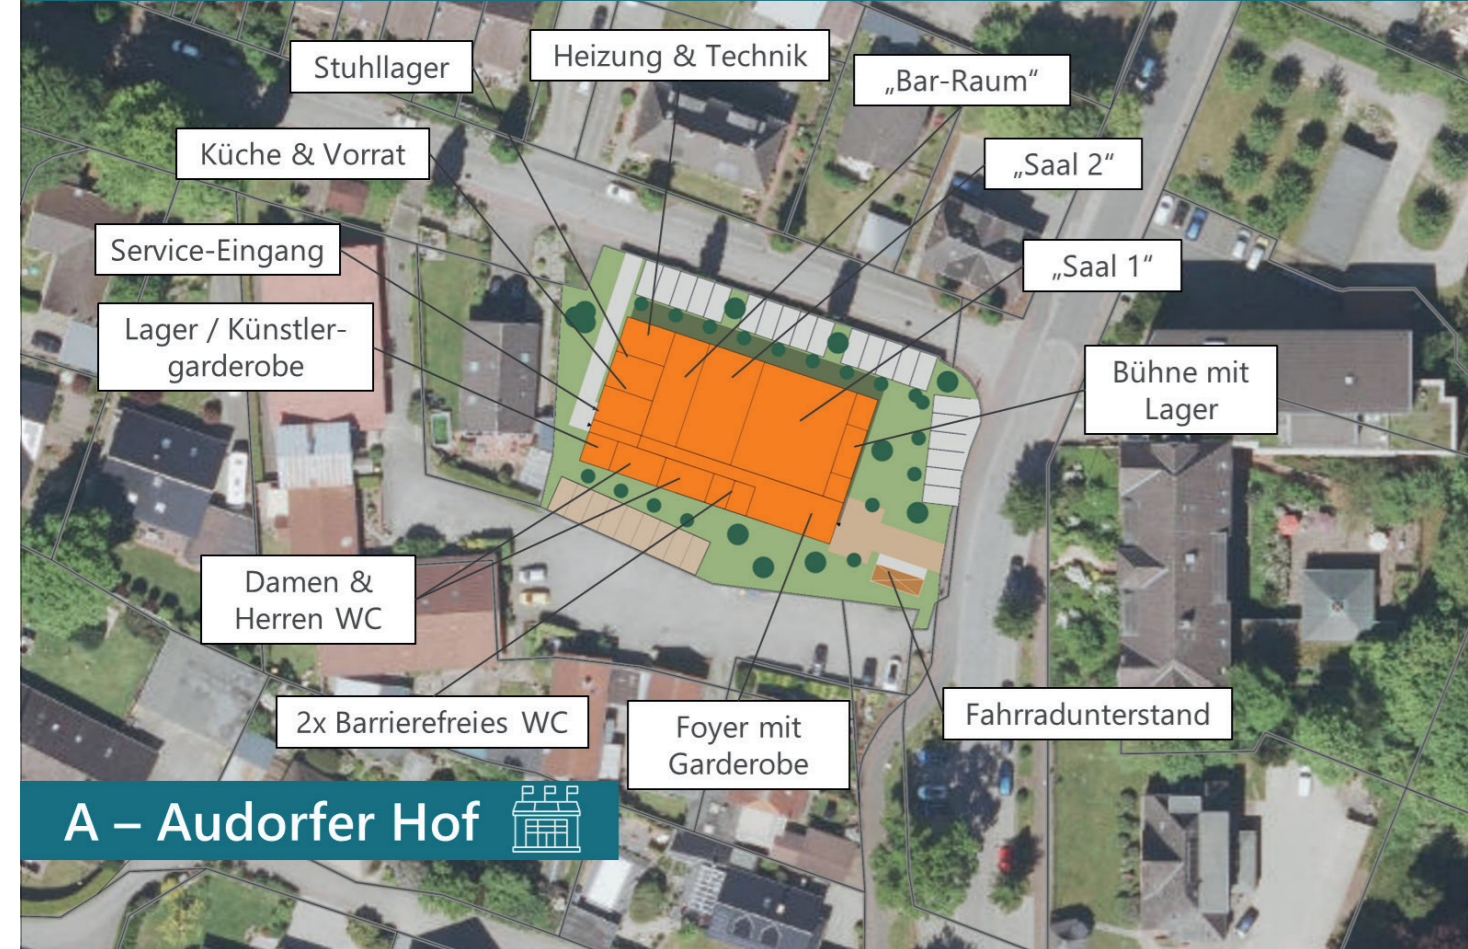 Stuhllager
Heizung & Technik
„Bar-Raum“
Küche & Vorrat
„Saal 2“
Service-Eingang
„Saal 1“
Lager / Künstler-
garderobe
Bühne mit
Lager
Damen &
Herren WC
2x Barrierefreies WC
Foyer mit
Garderobe
Fahrradunterstand
A – Audorfer Hof